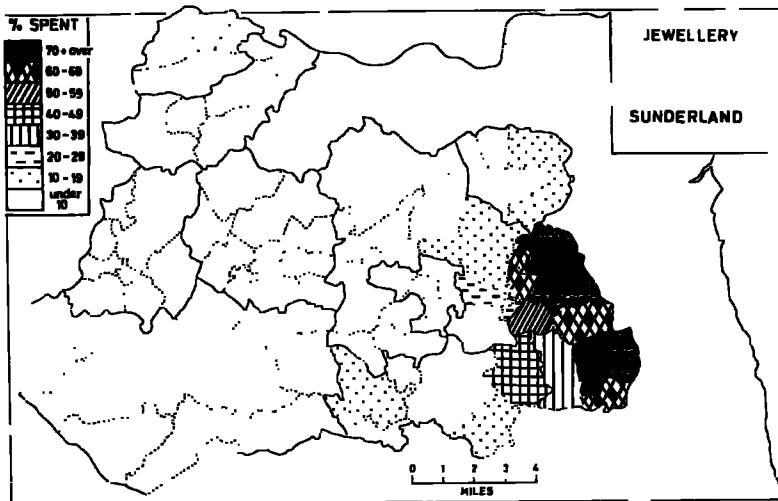 % SPENT
70 + over
60 - 69
50 - 59
40 - 49
30 - 39
20 - 29
10 - 19
under
10
JEWELLERY
SUNDERLAND
0 1 2 3 4
MILES